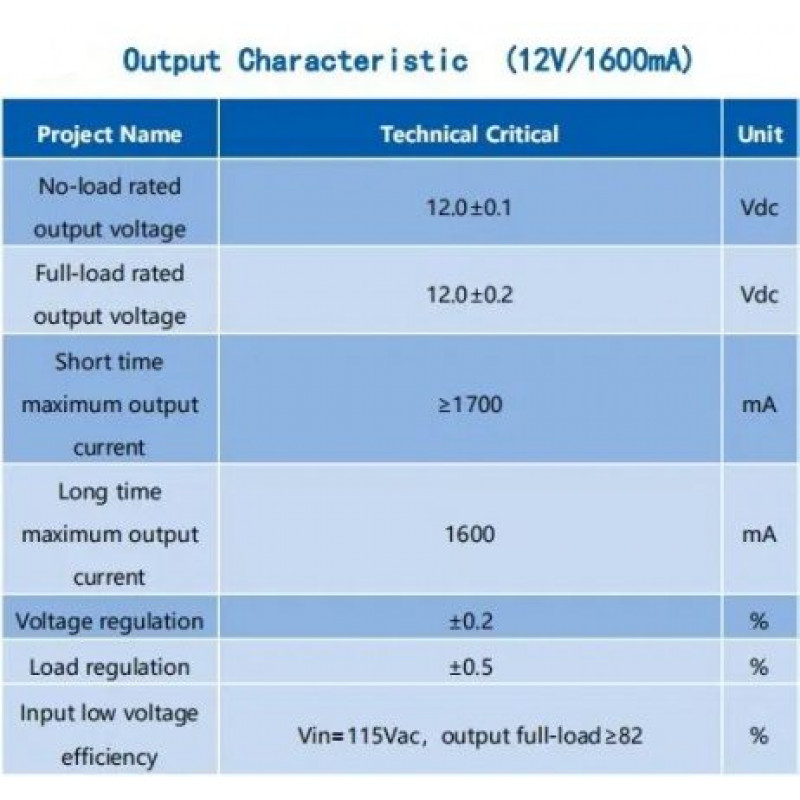 Output Characteristic (12V/1600mA)
Project Name Technical Critical Unit
No-load rated
output voltage
12.0±0.1 Vdc
Full-load rated
output voltage
12.0±0.2 Vdc
Short time
maximum output
current
≥1700 mA
Long time
maximum output
current
1600 mA
Voltage regulation ±0.2 %
Load regulation ±0.5 %
Input low voltage
efficiency
Vin=115Vac, output full-load≥82 %